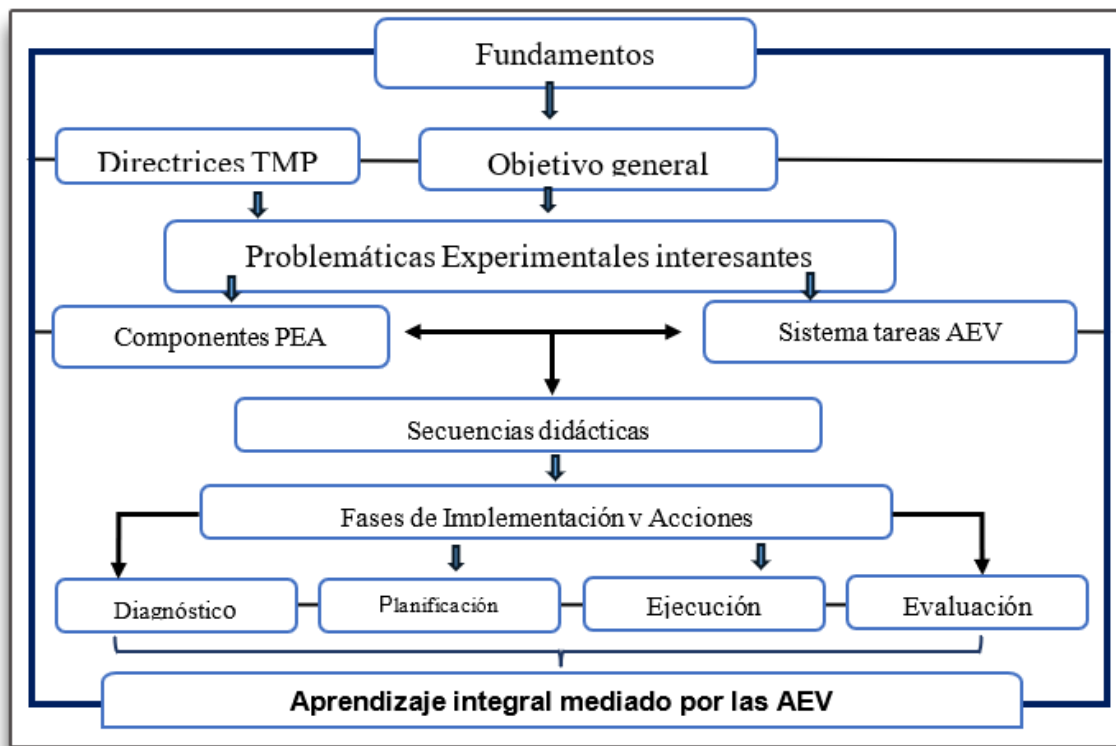 Fundamentos
Directrices TMP
Objetivo general
Problemáticas Experimentales interesantes
Componentes PEA
Sistema tareas AEV
Secuencias didácticas
Fases de Implementación y Acciones
Diagnóstico
Planificación
Ejecución
Evaluación
Aprendizaje integral mediado por las AEV